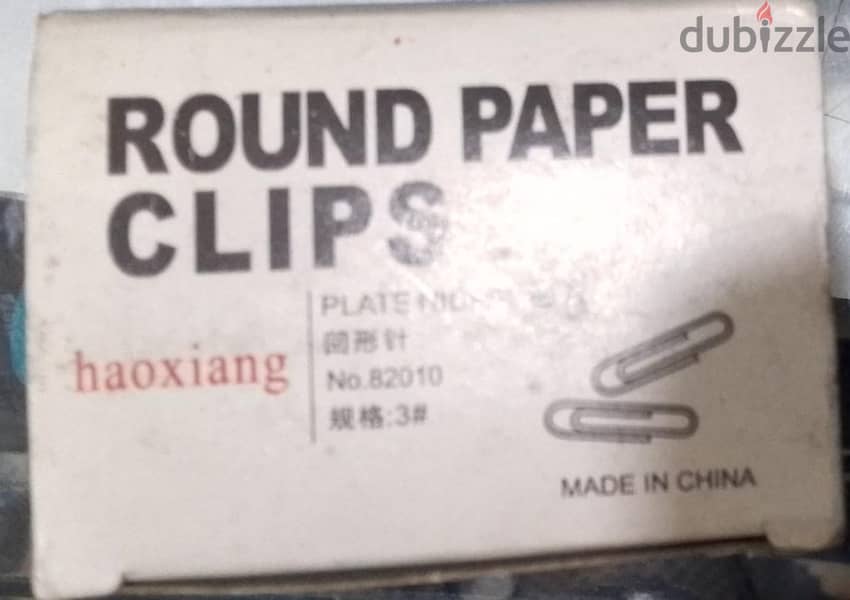 dubizzle
ROUND PAPER
CLIPS
PLATE
回形针
haoxiang
No.82010
规格:3#
MADE IN CHINA